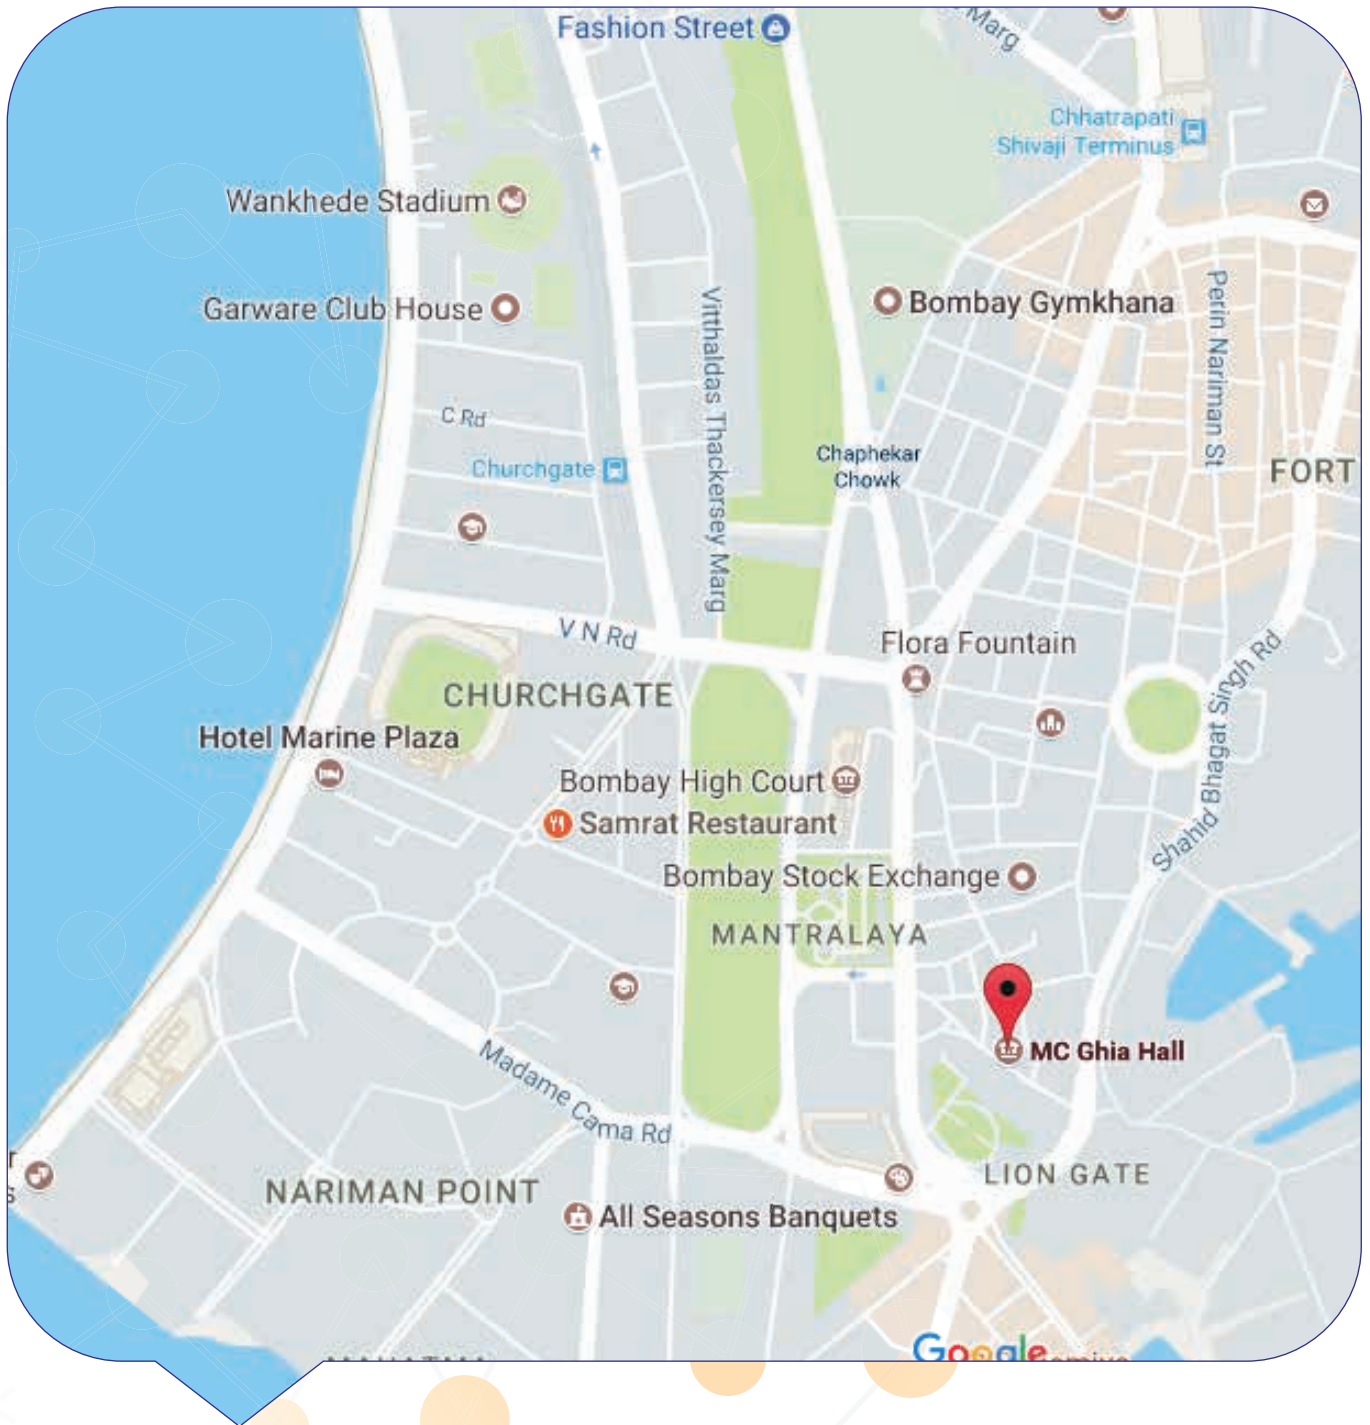 Fashion Street
Marg
Chhatrapati
Shivaji Terminus
Wankhede Stadium
Garware Club House
Bombay Gymkhana
Perin Nariman St
Vitthaldas Thackersey Marg
C Rd
Churchgate
Chaphekar
Chowk
FORT
V N Rd
Flora Fountain
CHURCHGATE
Shahid Bhagat Singh Rd
Hotel Marine Plaza
Bombay High Court
Samrat Restaurant
Bombay Stock Exchange
MANTRALAYA
MC Ghia Hall
Madame Cama Rd
LION GATE
NARIMAN POINT
All Seasons Banquets
Google